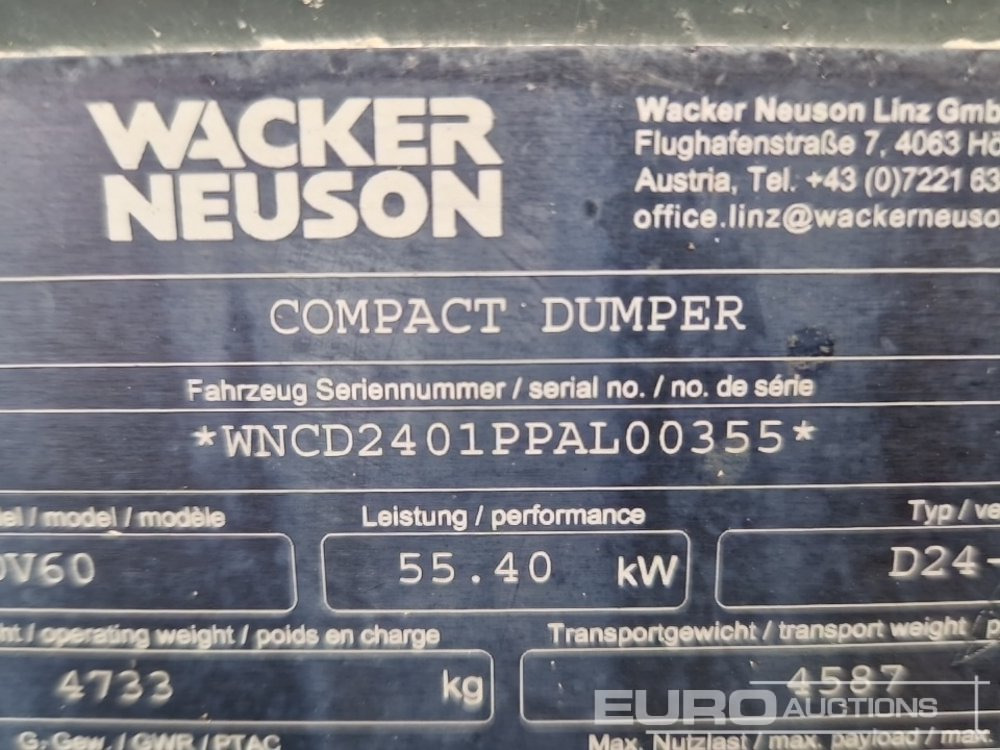 WACKER
NEUSON
Wacker Neuson Linz Gmb
Flughafenstraße 7, 4063 Hö
Austria, Tel. +43 (0)7221 63
office.linz@wackerneuso
COMPACT DUMPER
Fahrzeug Seriennummer / serial no. / no. de série
*WNCD2401PPAL00355*
el / model / modèle
Leistung / performance
Typ / ve
DV60
55.40 kW
D24-
ht / operating weight / poids en charge
Transportgewicht / transport weight / p
4733 kg
4587
G. Gew. / GWR / PTAC
Max. Nutzlast / max. payload / max.
EURO AUCTIONS